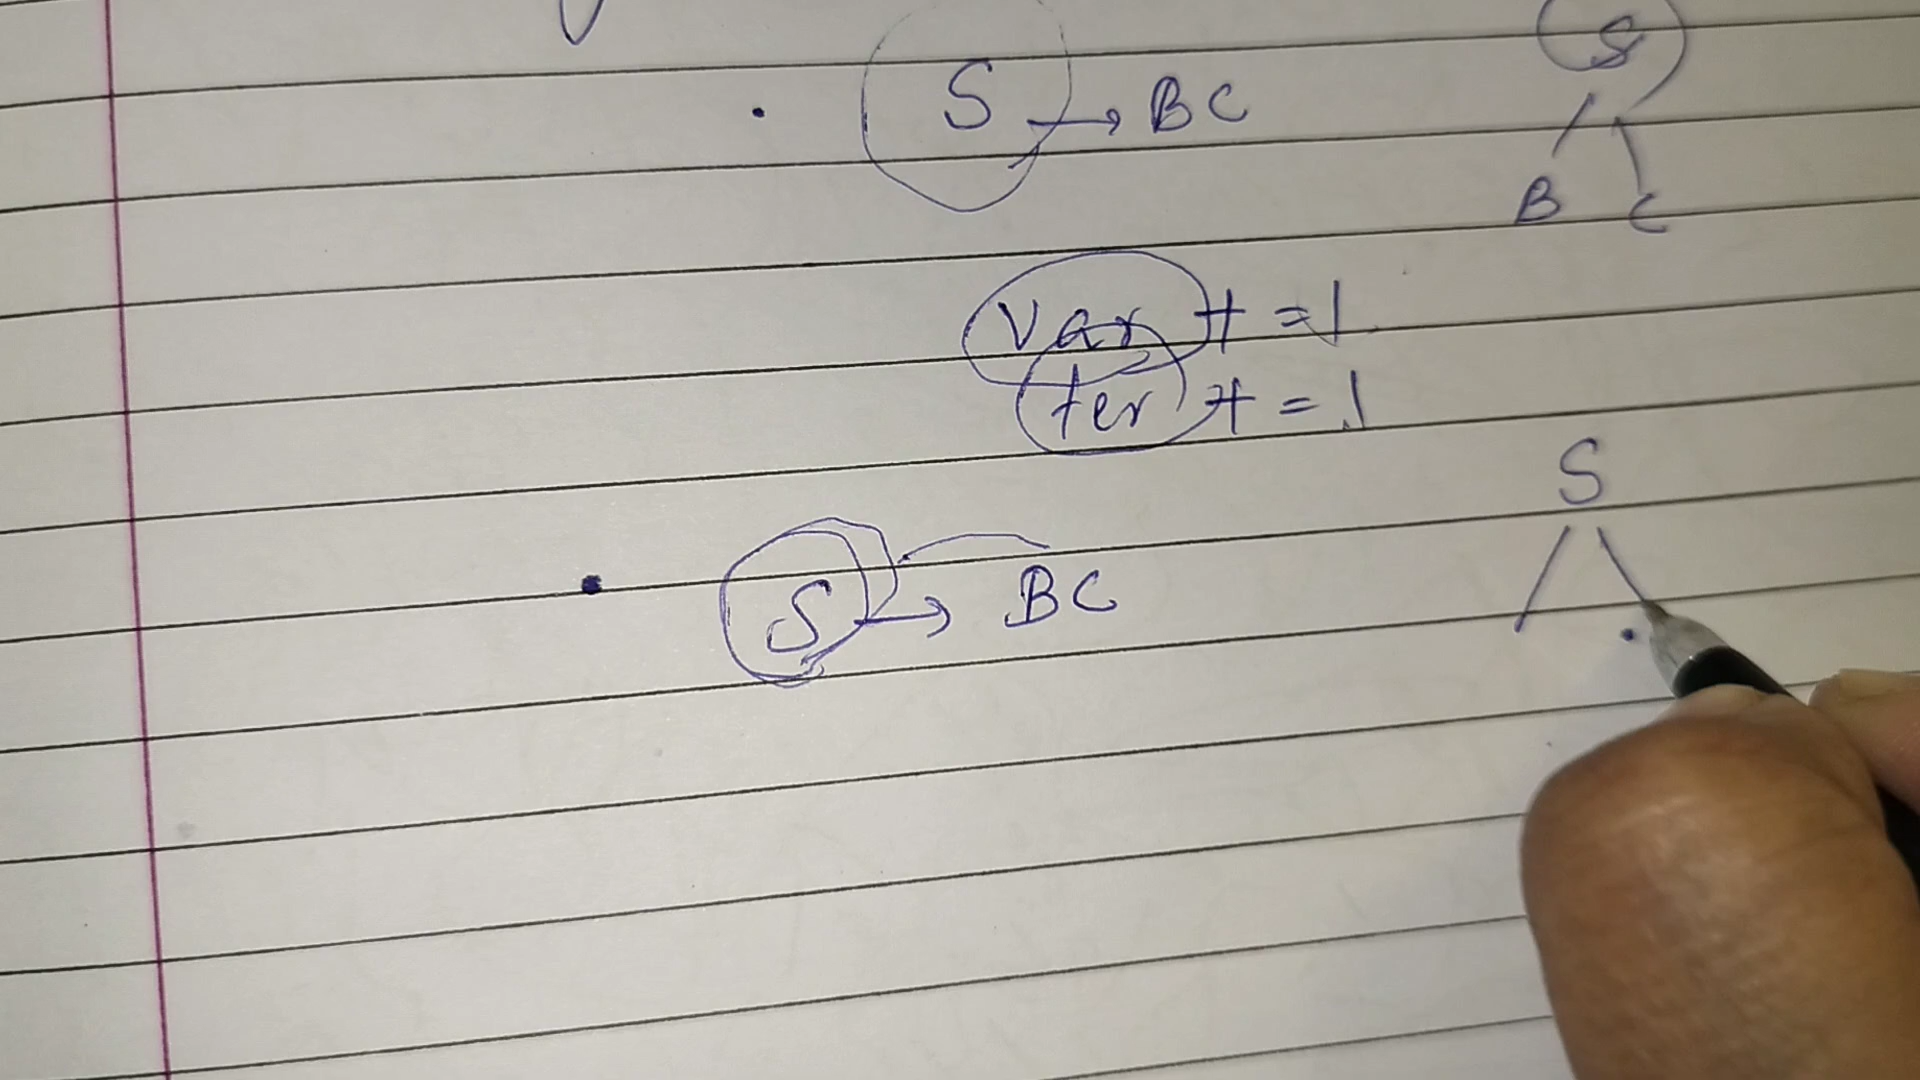 S → BC
S
B C
var # = 1
ter # = 1
S
S → BC